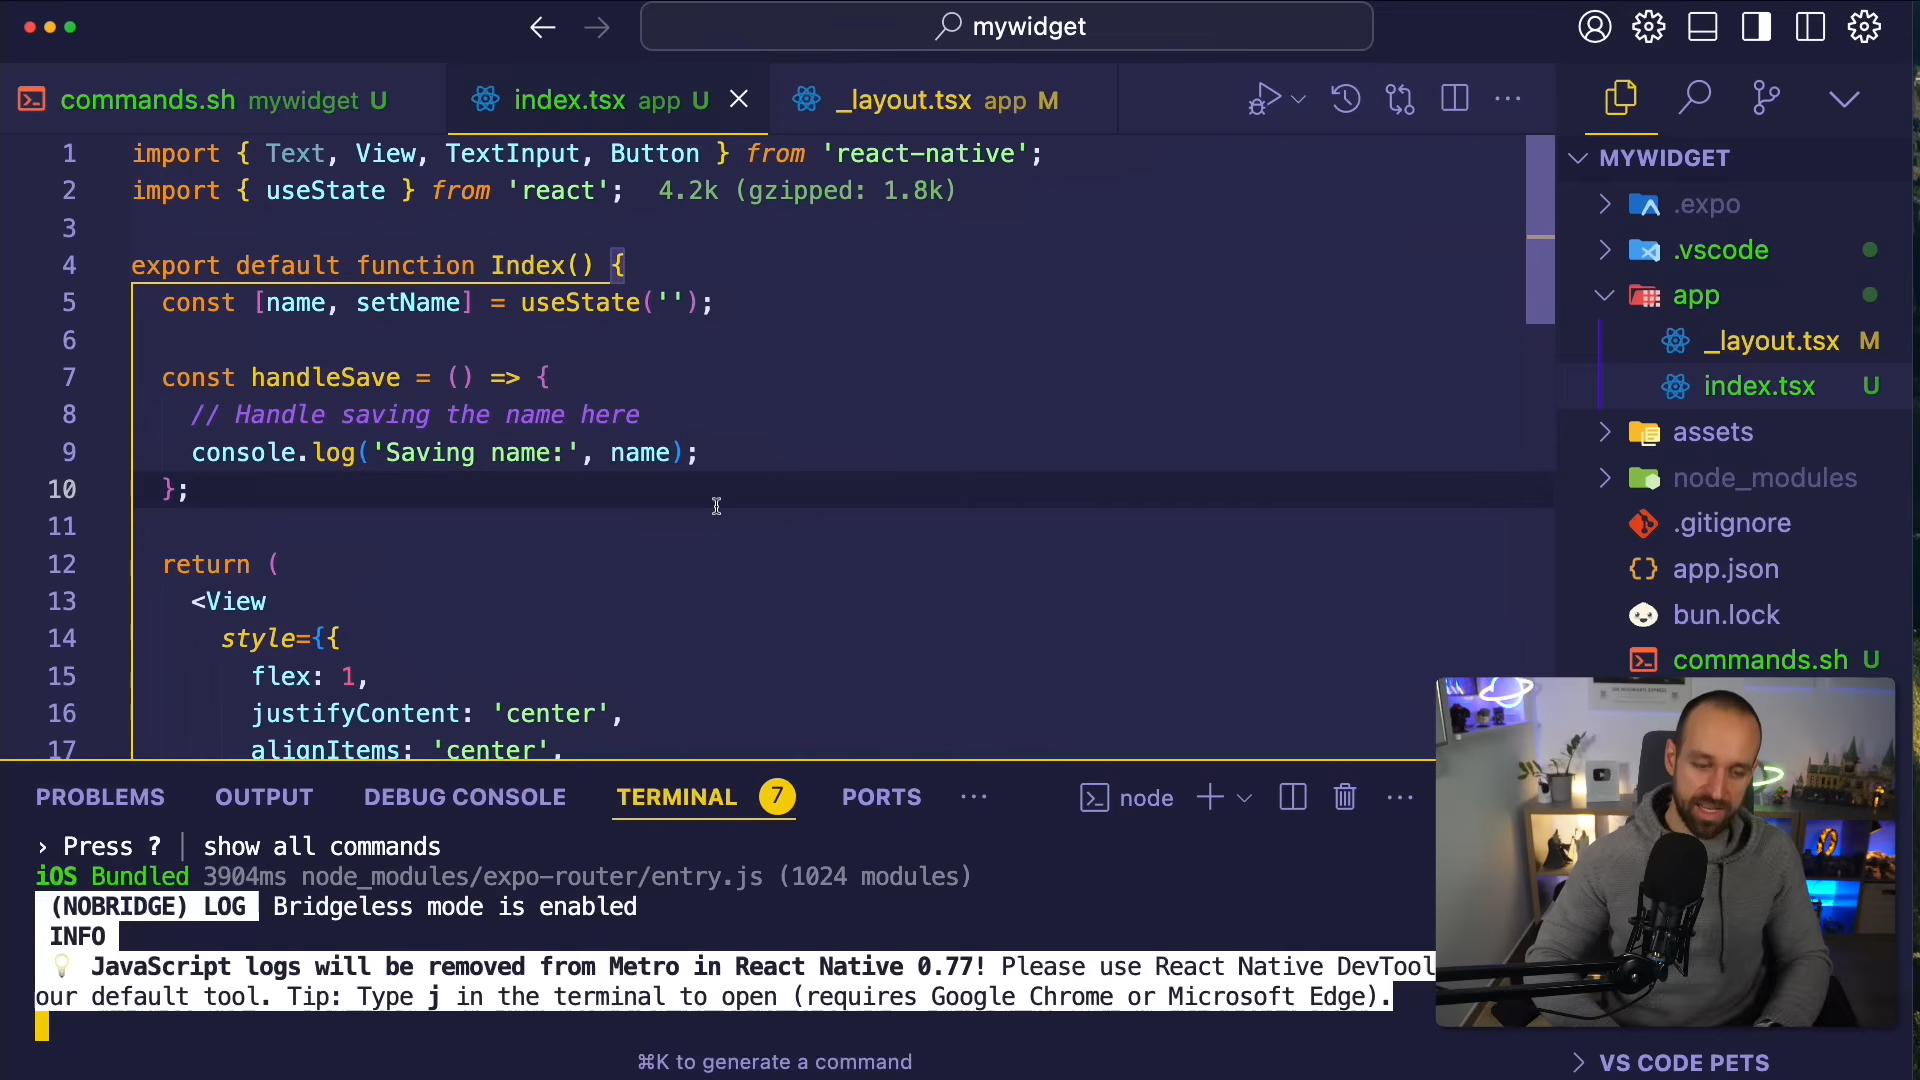 mywidget
commands.sh mywidget U
index.tsx app U
_layout.tsx app M
1 import { Text, View, TextInput, Button } from 'react-native';
2 import { useState } from 'react'; 4.2k (gzipped: 1.8k)
3
4 export default function Index() {
5 const [name, setName] = useState('');
6
7 const handleSave = () => {
8 // Handle saving the name here
9 console.log('Saving name:', name);
10 };
11
12 return (
13 <View
14 style={{
15 flex: 1,
16 justifyContent: 'center',
17 alignItems: 'center',
MYWIDGET
.expo
.vscode
app
_layout.tsx M
index.tsx U
assets
node_modules
.gitignore
app.json
bun.lock
commands.sh U
PROBLEMS OUTPUT DEBUG CONSOLE TERMINAL 7 PORTS ··· node ···
› Press ? │ show all commands
iOS Bundled 3904ms node_modules/expo-router/entry.js (1024 modules)
(NOBRIDGE) LOG Bridgeless mode is enabled
INFO
💡 JavaScript logs will be removed from Metro in React Native 0.77! Please use React Native DevTool
our default tool. Tip: Type j in the terminal to open (requires Google Chrome or Microsoft Edge).
⌘K to generate a command
VS CODE PETS